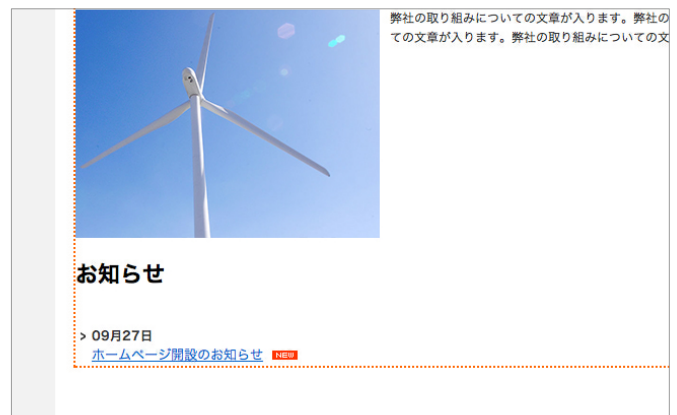 弊社の取り組みについての文章が入ります。弊社の
ての文章が入ります。弊社の取り組みについての文
お知らせ
> 09月27日
ホームページ開設のお知らせ NEW